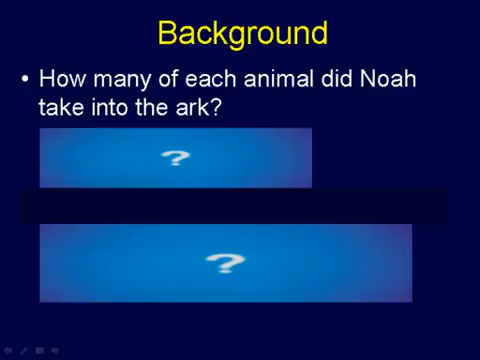 Background
• How many of each animal did Noah
take into the ark?
?
?